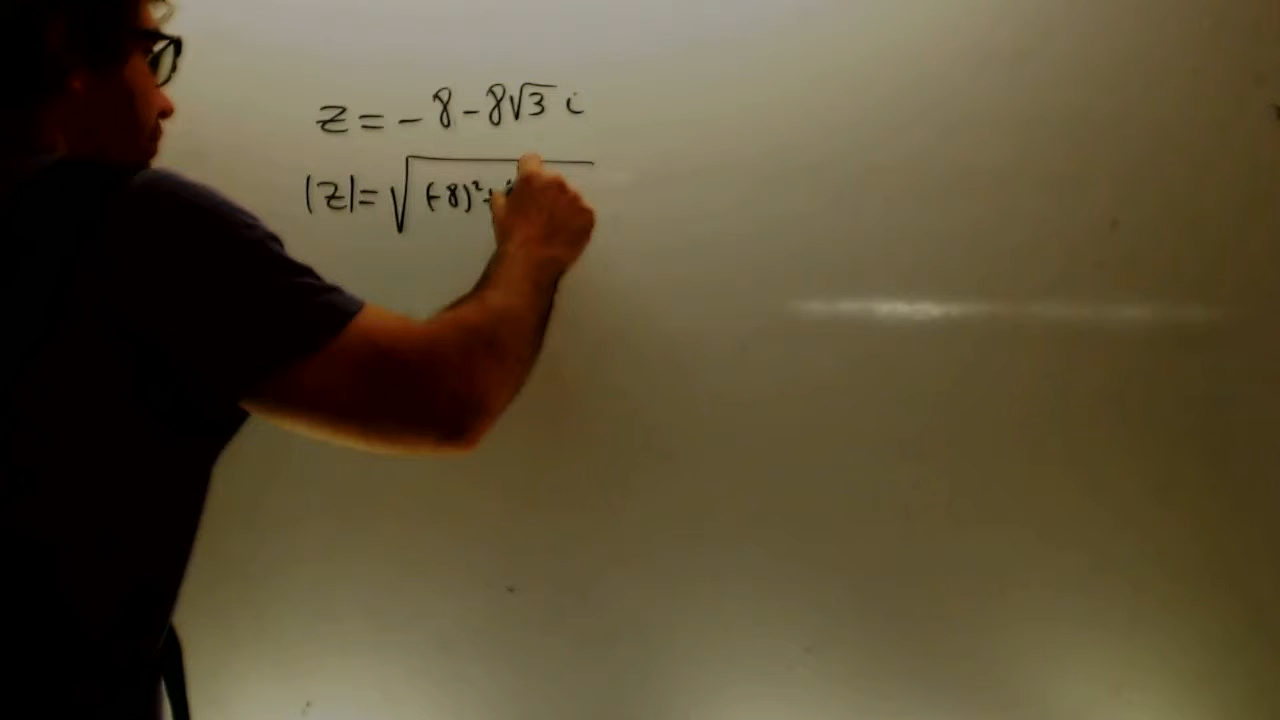 z = -8 - 8√3 i
|z| = √(-8)² +